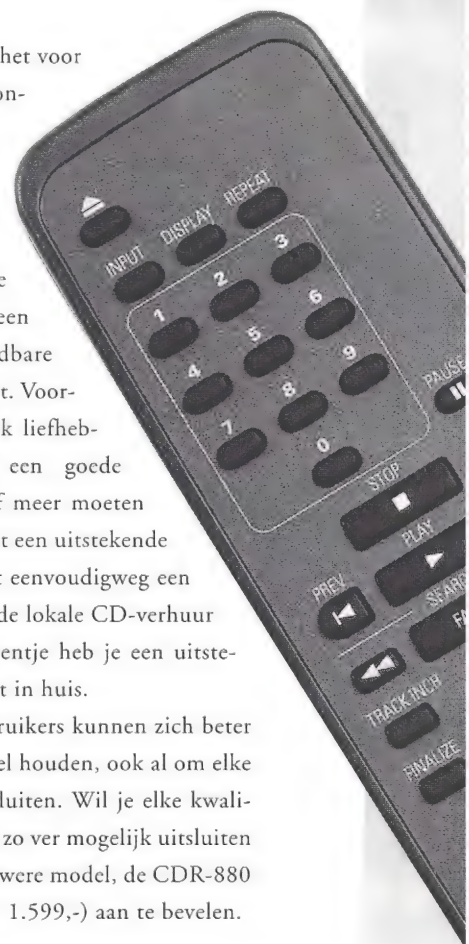 het voor
on-
e
een
dbare
t. Voor-
k liefheb-
een goede
f meer moeten
t een uitstekende
t eenvoudigweg een
de lokale CD-verhuur
entje heb je een uitste-
t in huis.
ruikers kunnen zich beter
el houden, ook al om elke
luiten. Wil je elke kwali-
zo ver mogelijk uitsluiten
were model, de CDR-880
1.599,-) aan te bevelen.
INPUT DISPLAY REPEAT
1 2 3
4 5 6
7 8 9
0
PAUSE
STOP
PLAY
PREV
SEARC
FA
TRACK INCR
FINALIZE